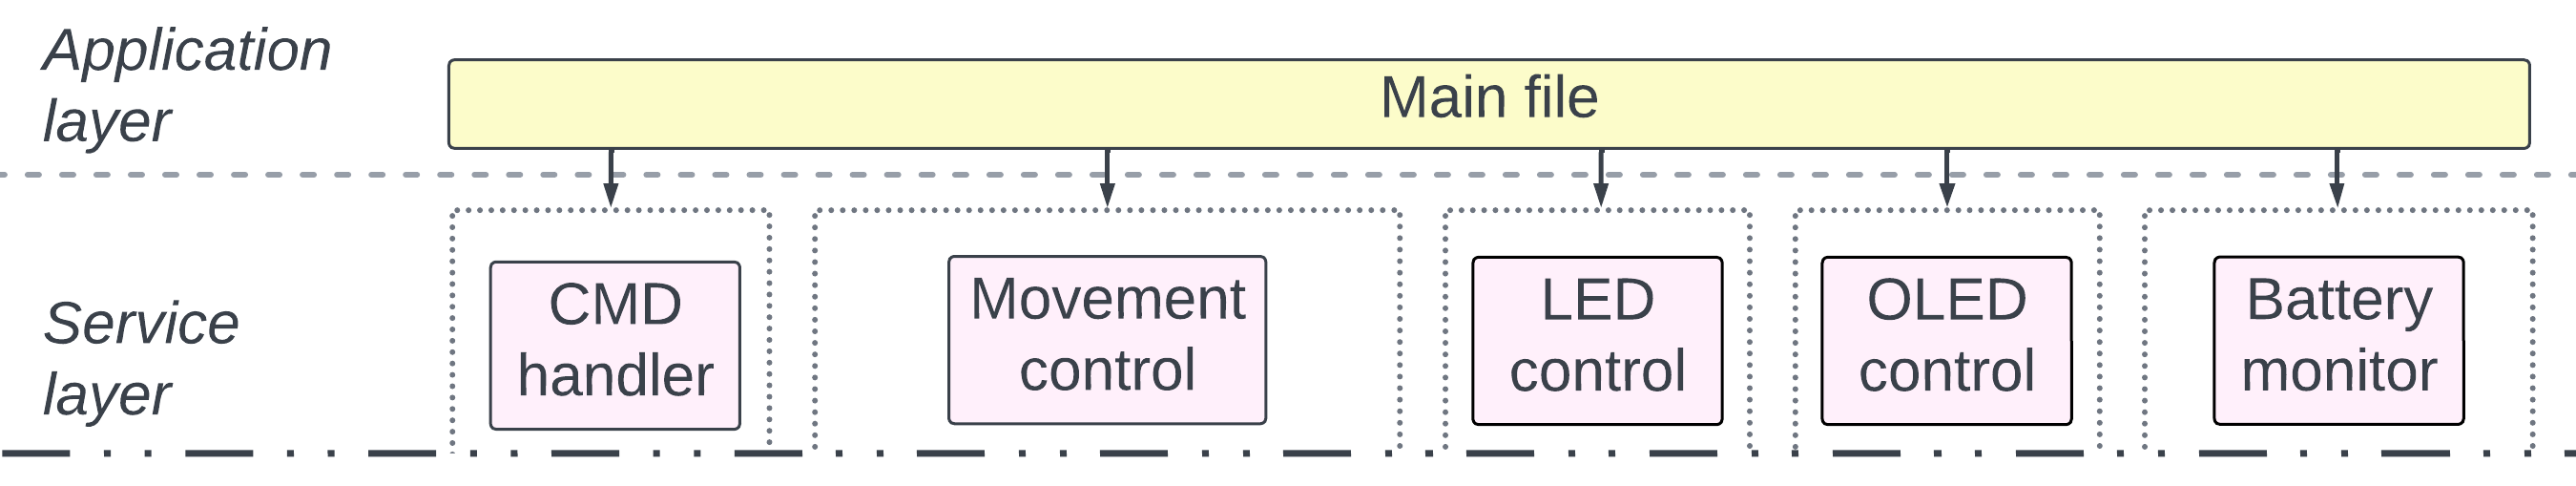 Application
layer
Main file
Service
layer
CMD
handler
Movement
control
LED
control
OLED
control
Battery
monitor